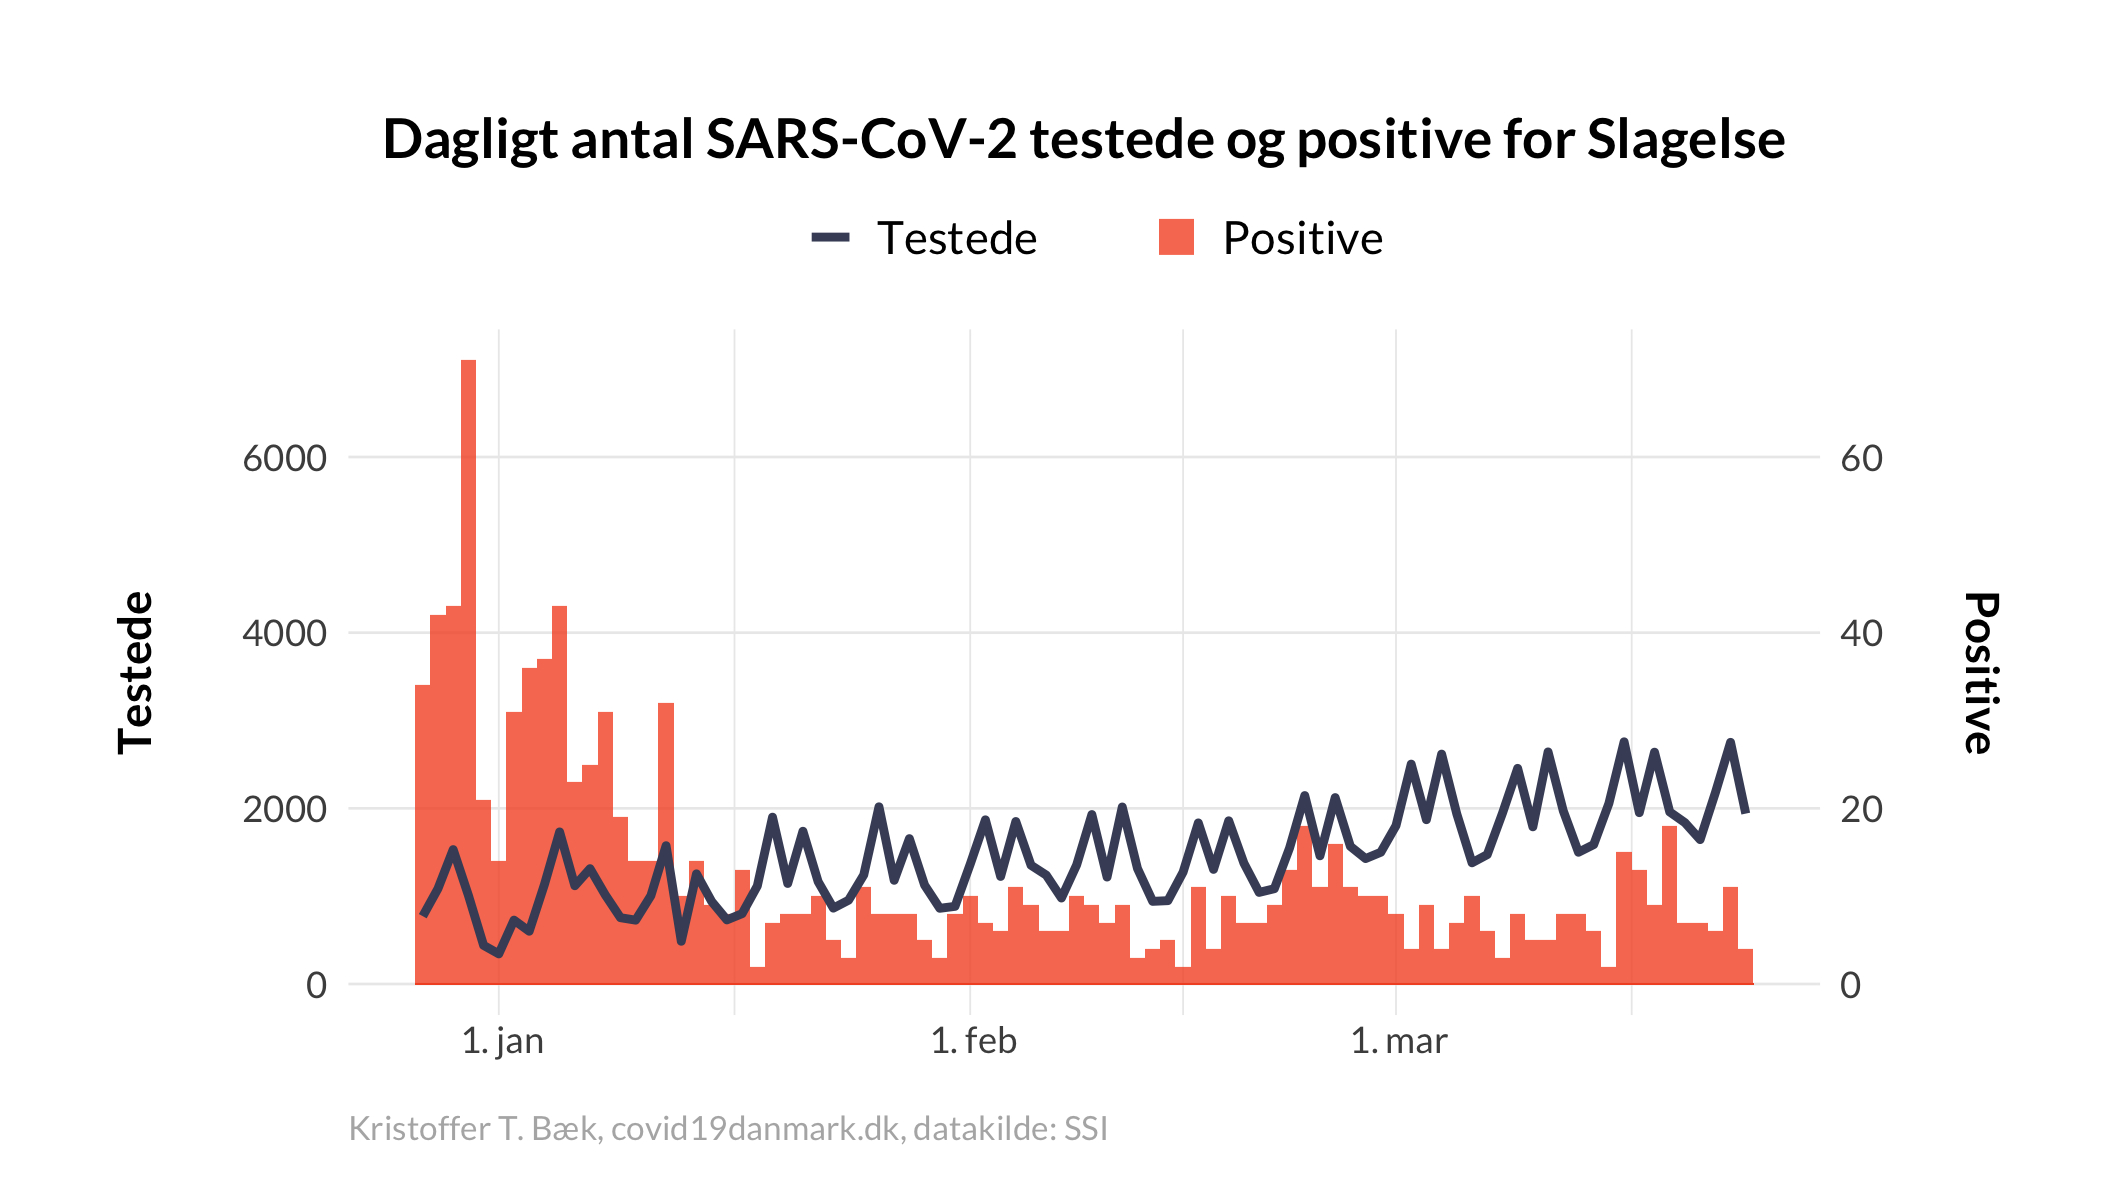 Dagligt antal SARS-CoV-2 testede og positive for Slagelse
Testede
Positive
6000
4000
2000
0
60
40
20
0
Testede
Positive
1. jan
1. feb
1. mar
Kristoffer T. Bæk, covid19danmark.dk, datakilde: SSI